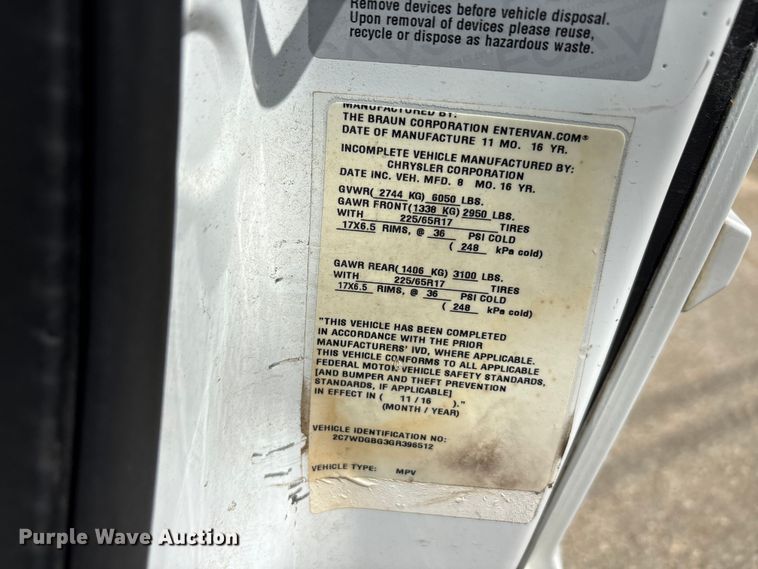 Remove devices before vehicle disposal.
Upon removal of devices please reuse,
recycle or dispose as hazardous waste.
MANUFACTURED BY:
THE BRAUN CORPORATION ENTERVAN.COM®
DATE OF MANUFACTURE 11 MO. 16 YR.
INCOMPLETE VEHICLE MANUFACTURED BY:
CHRYSLER CORPORATION
DATE INC. VEH. MFD. 8 MO. 16 YR.
GVWR( 2744 KG) 6050 LBS.
GAWR FRONT(1338 KG) 2950 LBS.
WITH 225/65R17 TIRES
17X6.5 RIMS, @ 36 PSI COLD
( 248 kPa cold)
GAWR REAR(1406 KG) 3100 LBS.
WITH 225/65R17 TIRES
17X6.5 RIMS, @ 36 PSI COLD
( 248 kPa cold)
"THIS VEHICLE HAS BEEN COMPLETED
IN ACCORDANCE WITH THE PRIOR
MANUFACTURERS' IVD, WHERE APPLICABLE.
THIS VEHICLE CONFORMS TO ALL APPLICABLE
FEDERAL MOTOR VEHICLE SAFETY STANDARDS,
[AND BUMPER AND THEFT PREVENTION
STANDARDS, IF APPLICABLE]
IN EFFECT IN ( 11 / 16 )."
(MONTH / YEAR)
VEHICLE IDENTIFICATION NO:
2C7WDGBG3GR396512
VEHICLE TYPE: MPV
Purple Wave Auction